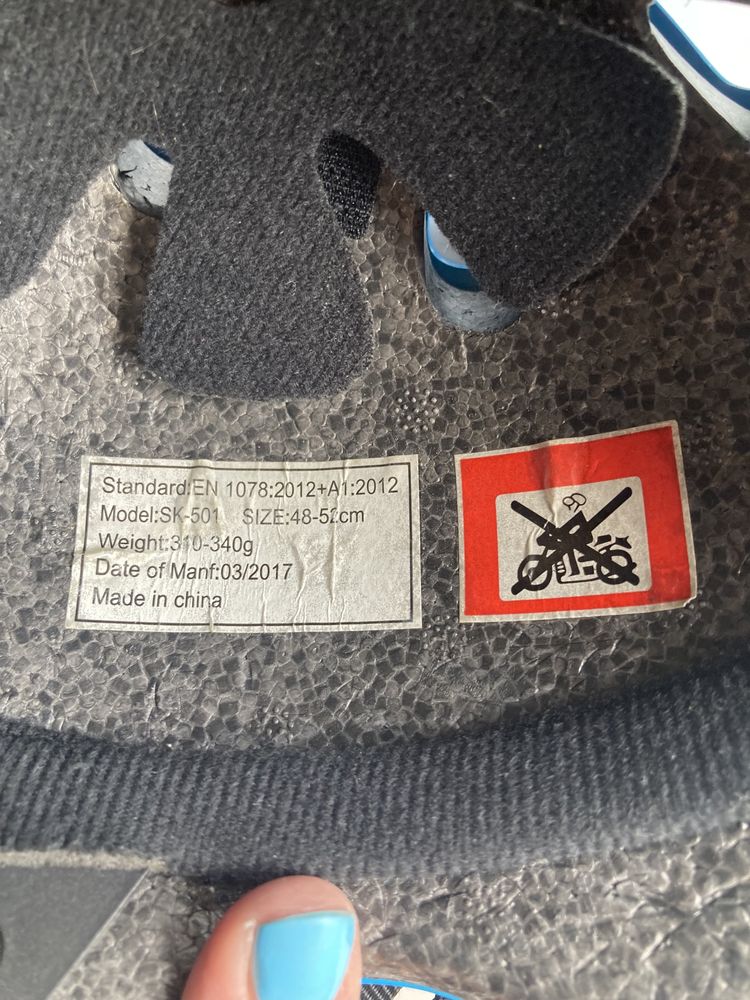 Standard:EN 1078:2012+A1:2012
Model:SK-501 SIZE:48-52cm
Weight:310-340g
Date of Manf:03/2017
Made in china